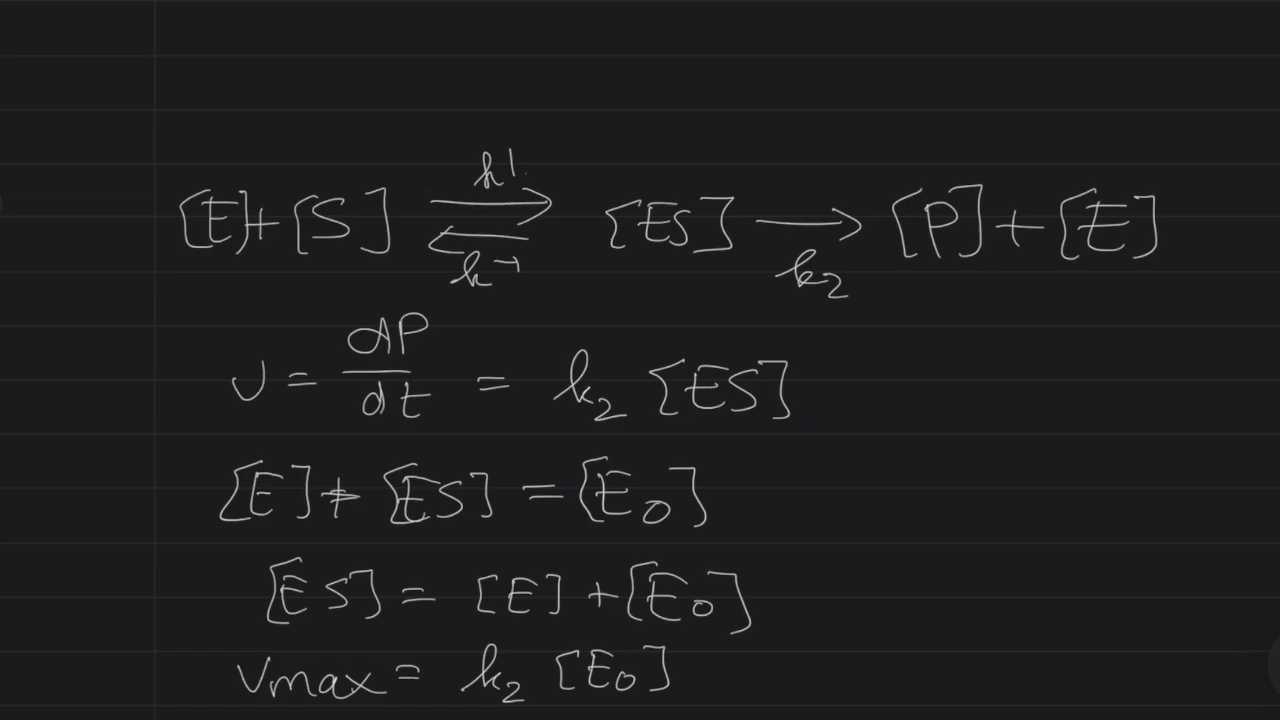 [E]+[S] ⇌ [ES] → [P]+[E]
k1 k-1 k2
v = dP/dt = k2 [ES]
[E]+[ES]=[E0]
[ES]=[E]+[E0]
Vmax = k2 [E0]